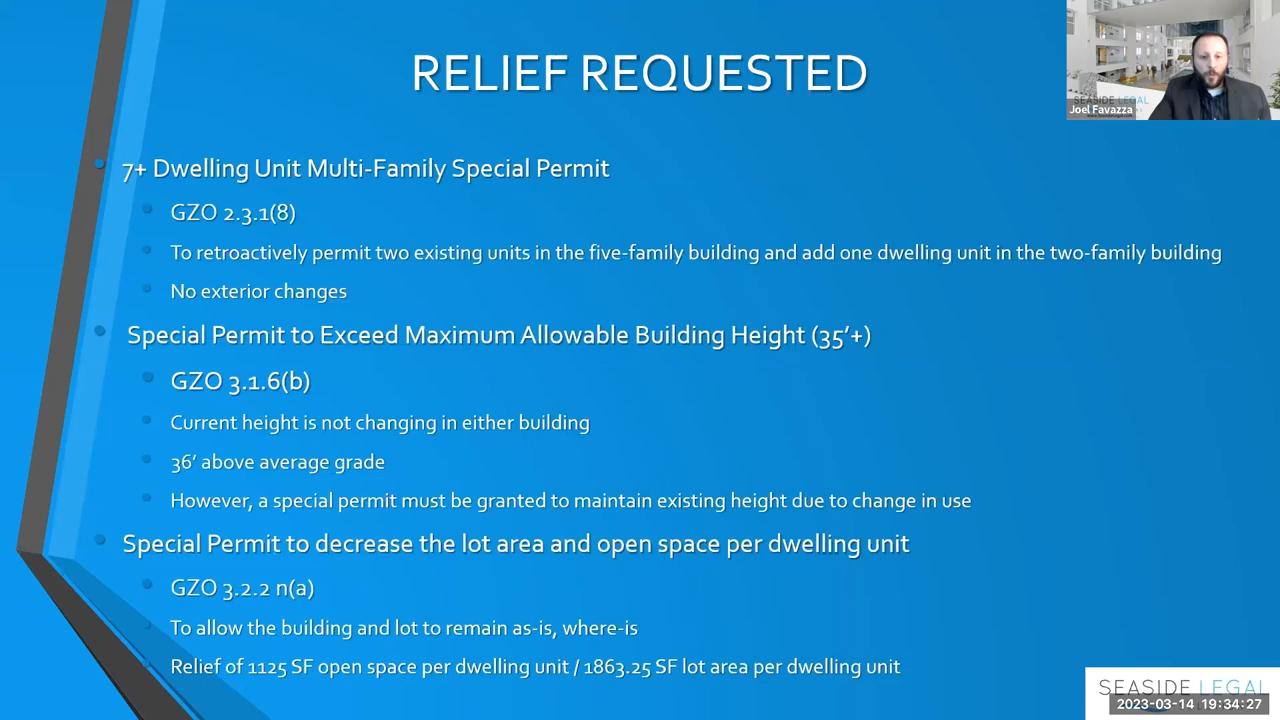 RELIEF REQUESTED
SEASIDE LEGAL
Joel Favazza
7+ Dwelling Unit Multi-Family Special Permit
GZO 2.3.1(8)
To retroactively permit two existing units in the five-family building and add one dwelling unit in the two-family building
No exterior changes
Special Permit to Exceed Maximum Allowable Building Height (35’+)
GZO 3.1.6(b)
Current height is not changing in either building
36’ above average grade
However, a special permit must be granted to maintain existing height due to change in use
Special Permit to decrease the lot area and open space per dwelling unit
GZO 3.2.2 n(a)
To allow the building and lot to remain as-is, where-is
Relief of 1125 SF open space per dwelling unit / 1863.25 SF lot area per dwelling unit
SEASIDE LEGAL
2023-03-14 19:34:27